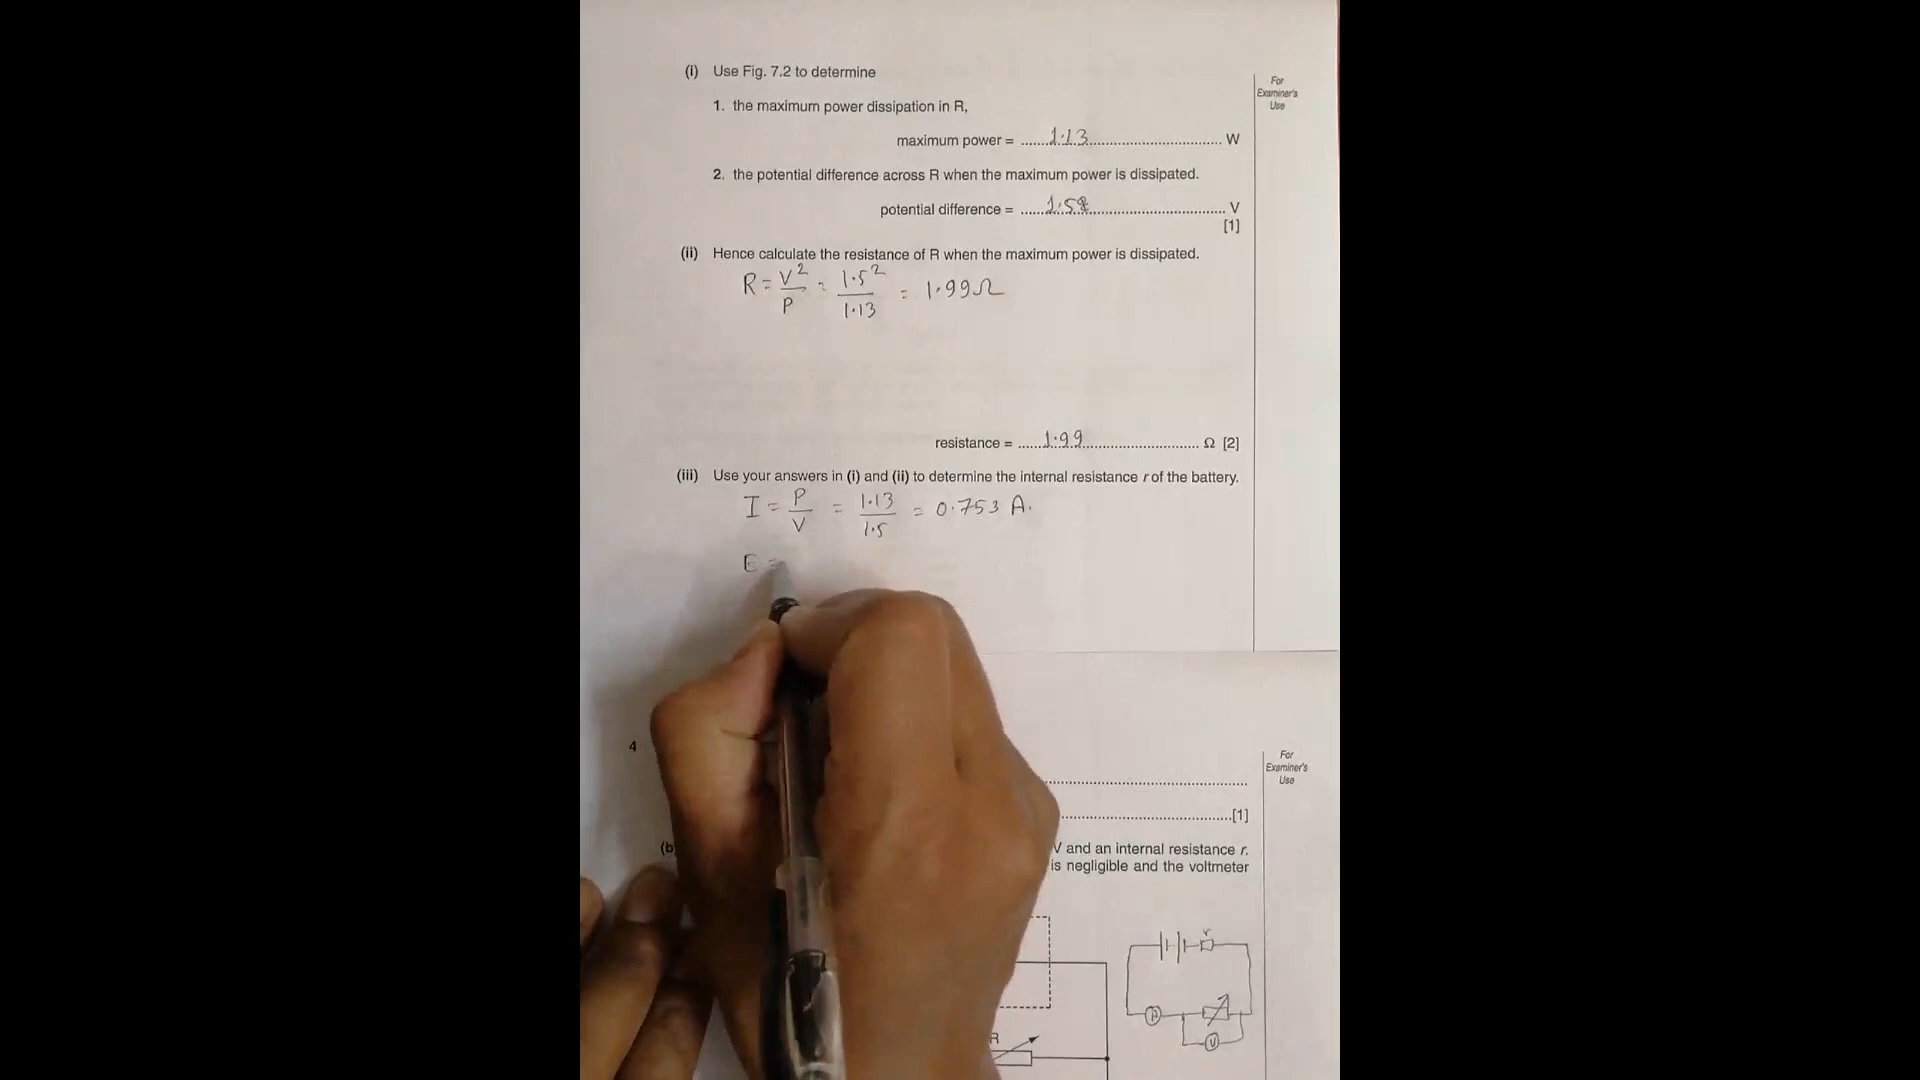 (i) Use Fig. 7.2 to determine
For
Examiner's
Use
1. the maximum power dissipation in R,
maximum power = ........1.13................................... W
2. the potential difference across R when the maximum power is dissipated.
potential difference = ......1.5................................... V
[1]
(ii) Hence calculate the resistance of R when the maximum power is dissipated.
R = V²/P = 1.5²/1.13 = 1.99Ω
resistance = ......1.99........................ Ω [2]
(iii) Use your answers in (i) and (ii) to determine the internal resistance r of the battery.
I = P/V = 1.13/1.5 = 0.753 A.
E =
4
For
Examiner's
Use
[1]
(b
V and an internal resistance r.
is negligible and the voltmeter
r
A
V
R